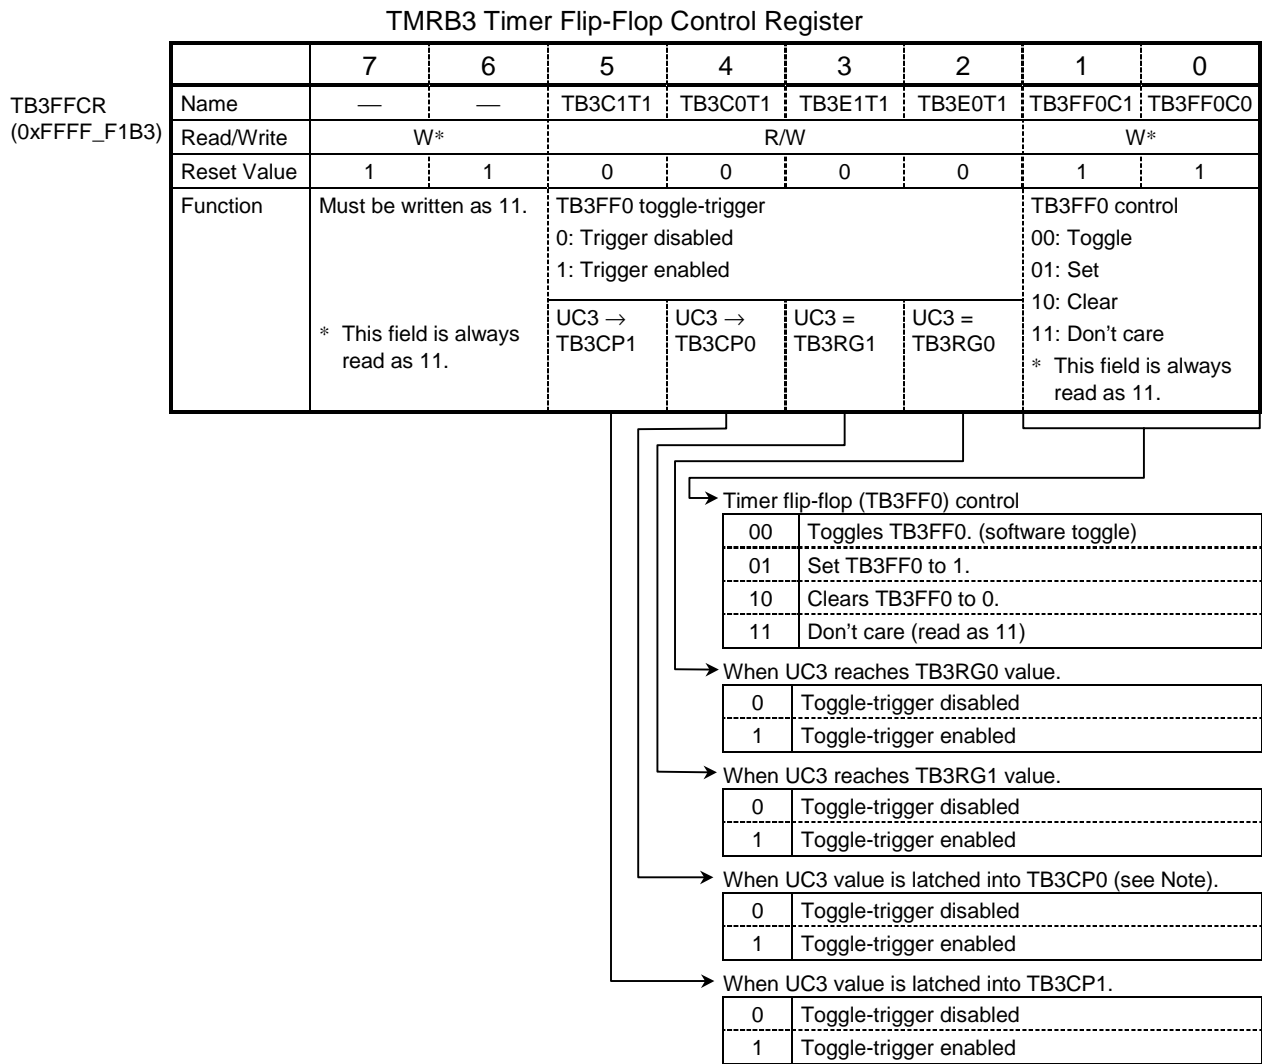 TMRB3 Timer Flip-Flop Control Register
7 6 5 4 3 2 1 0
TB3FFCR
(0xFFFF_F1B3)
Name — — TB3C1T1 TB3C0T1 TB3E1T1 TB3E0T1 TB3FF0C1 TB3FF0C0
Read/Write W* R/W W*
Reset Value 1 1 0 0 0 0 1 1
Function
Must be written as 11.
* This field is always
read as 11.
TB3FF0 toggle-trigger
0: Trigger disabled
1: Trigger enabled
UC3 →
TB3CP1
UC3 →
TB3CP0
UC3 =
TB3RG1
UC3 =
TB3RG0
TB3FF0 control
00: Toggle
01: Set
10: Clear
11: Don't care
* This field is always
read as 11.
Timer flip-flop (TB3FF0) control
00 Toggles TB3FF0. (software toggle)
01 Set TB3FF0 to 1.
10 Clears TB3FF0 to 0.
11 Don't care (read as 11)
When UC3 reaches TB3RG0 value.
0 Toggle-trigger disabled
1 Toggle-trigger enabled
When UC3 reaches TB3RG1 value.
0 Toggle-trigger disabled
1 Toggle-trigger enabled
When UC3 value is latched into TB3CP0 (see Note).
0 Toggle-trigger disabled
1 Toggle-trigger enabled
When UC3 value is latched into TB3CP1.
0 Toggle-trigger disabled
1 Toggle-trigger enabled